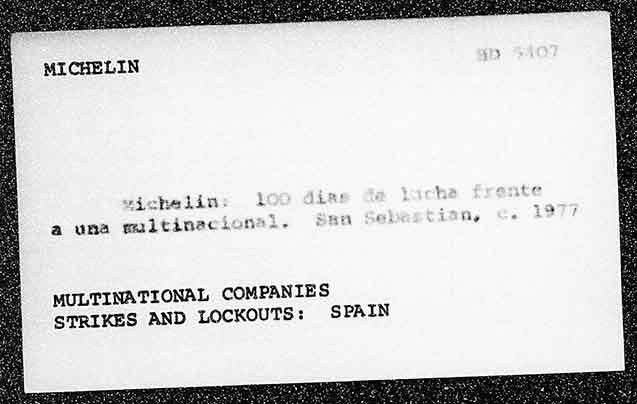 MICHELIN
HD 5407
Michelin: 100 dias de lucha frente
a una multinacional. San Sebastian, c. 1977
MULTINATIONAL COMPANIES
STRIKES AND LOCKOUTS: SPAIN